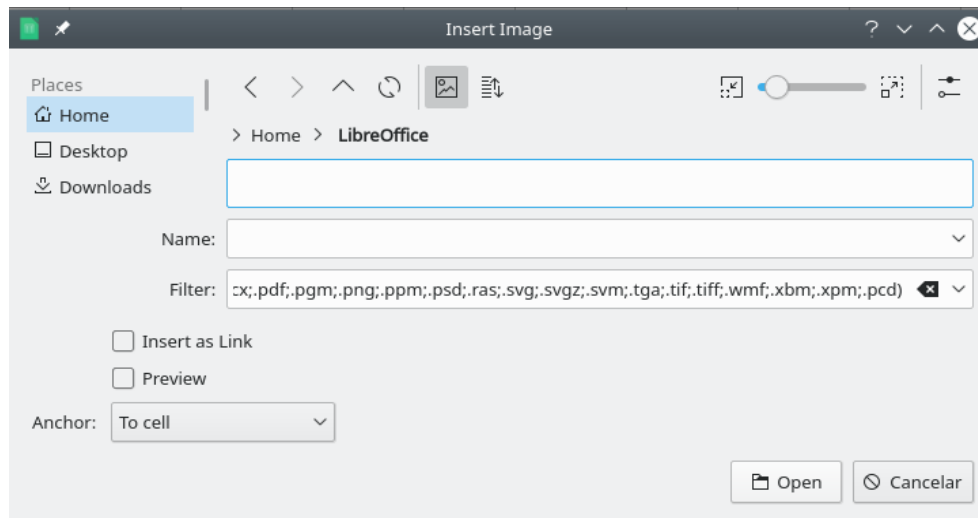 Insert Image
Places
Home
Desktop
Downloads
> Home > LibreOffice
Name:
Filter: cx;.pdf;.pgm;.png;.ppm;.psd;.ras;.svg;.svgz;.svm;.tga;.tif;.tiff;.wmf;.xbm;.xpm;.pcd)
Insert as Link
Preview
Anchor: To cell
Open Cancelar